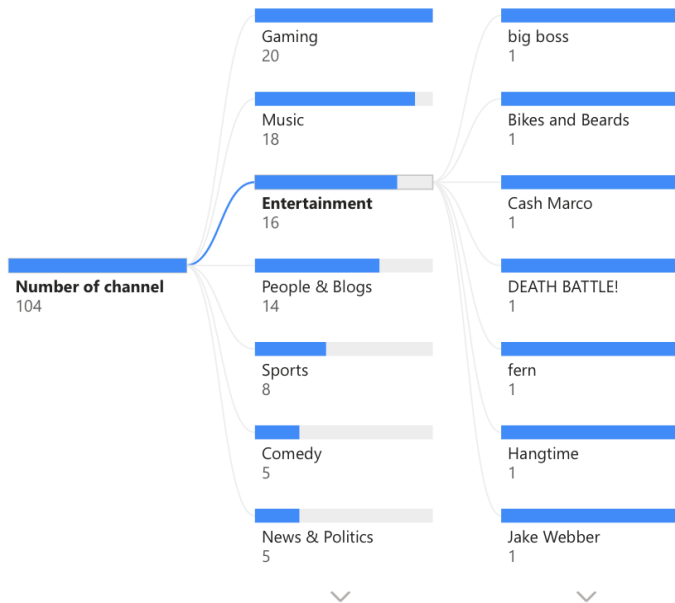 Number of channel
104
Gaming
20
Music
18
Entertainment
16
People & Blogs
14
Sports
8
Comedy
5
News & Politics
5
big boss
1
Bikes and Beards
1
Cash Marco
1
DEATH BATTLE!
1
fern
1
Hangtime
1
Jake Webber
1